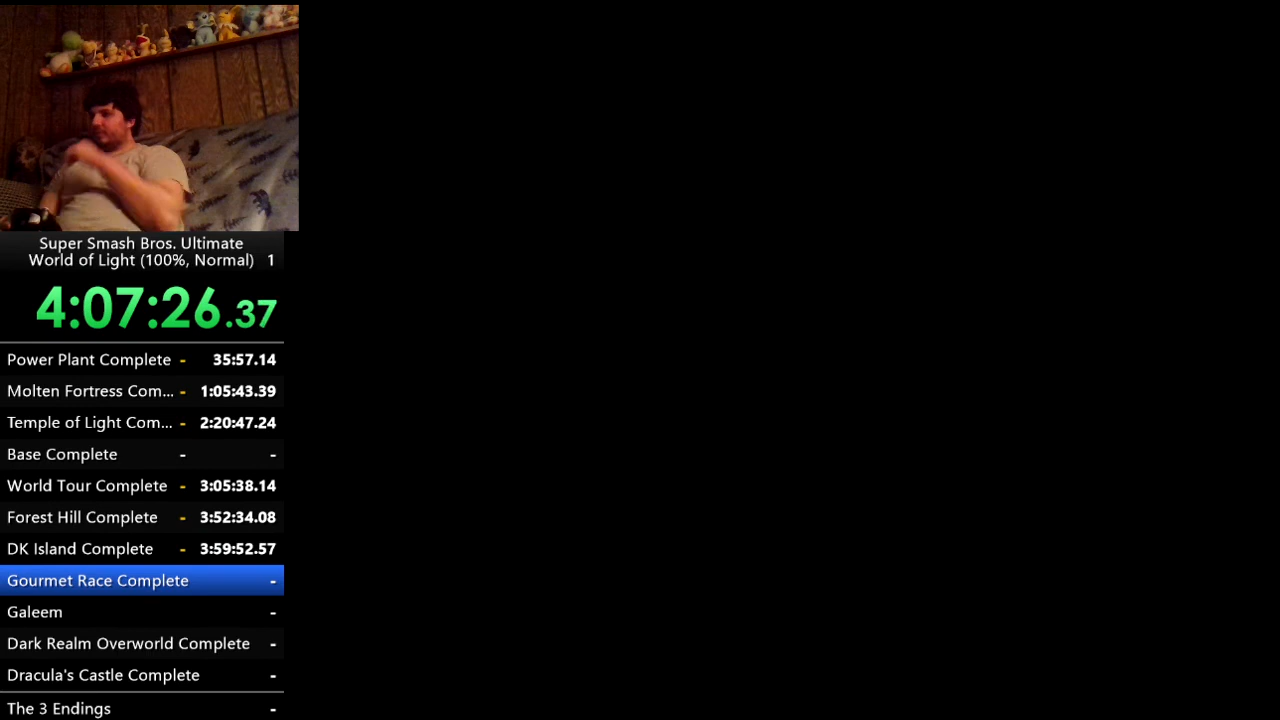 Super Smash Bros. Ultimate
World of Light (100%, Normal) 1
4:07:26.37
Power Plant Complete - 35:57.14
Molten Fortress Com... - 1:05:43.39
Temple of Light Com... - 2:20:47.24
Base Complete - -
World Tour Complete - 3:05:38.14
Forest Hill Complete - 3:52:34.08
DK Island Complete - 3:59:52.57
Gourmet Race Complete -
Galeem -
Dark Realm Overworld Complete -
Dracula's Castle Complete -
The 3 Endings -